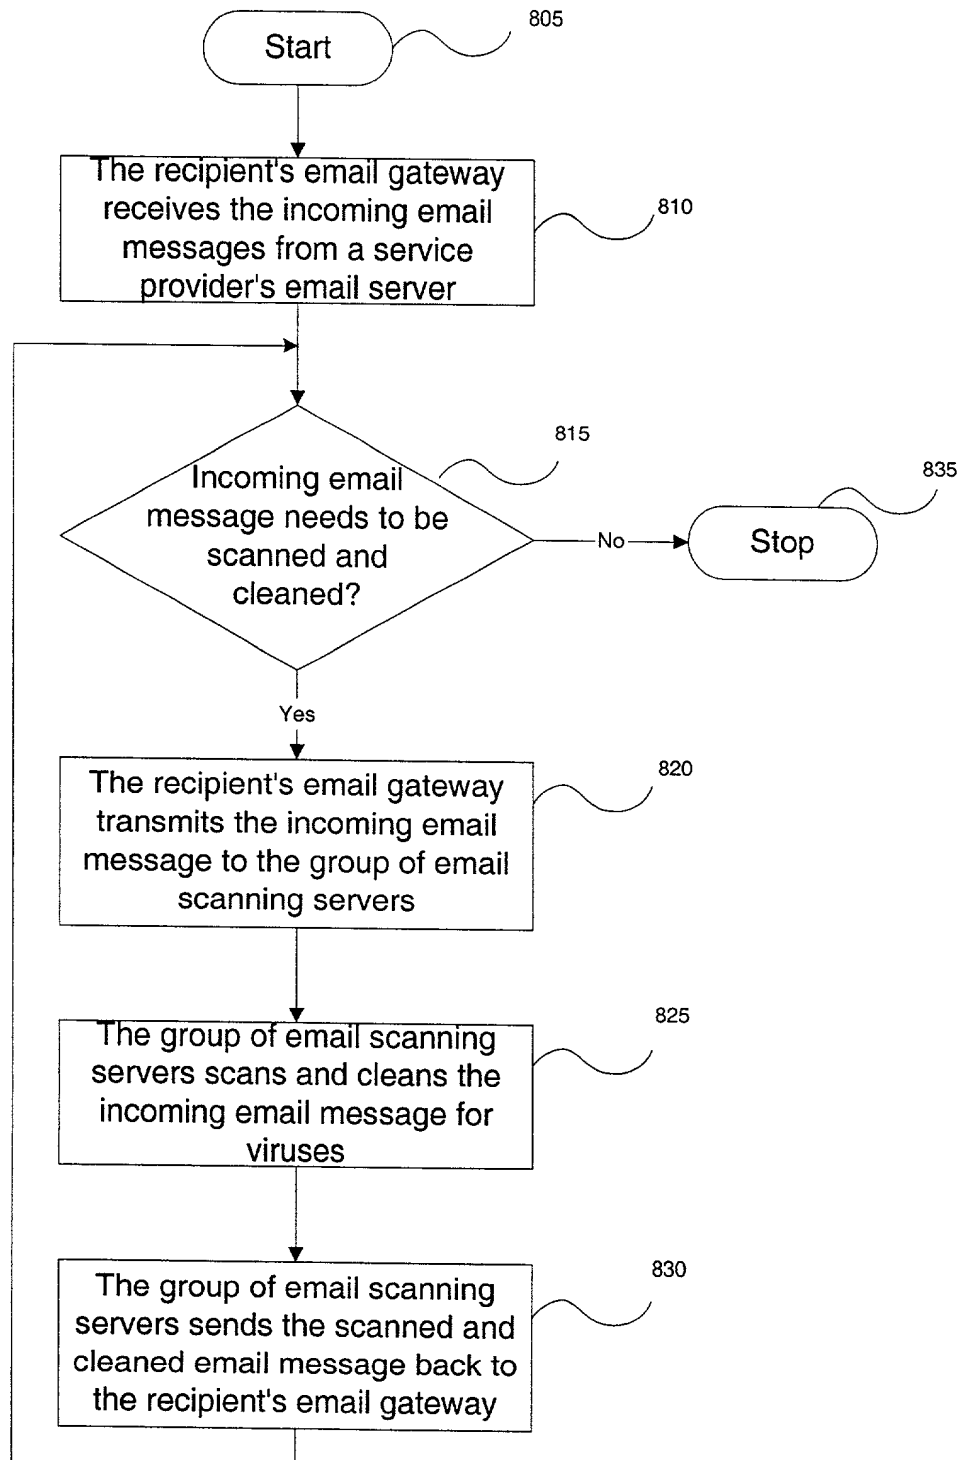 805
Start
The recipient's email gateway
receives the incoming email
messages from a service
provider's email server
810
815
Incoming email
message needs to be
scanned and
cleaned?
835
No
Stop
Yes
820
The recipient's email gateway
transmits the incoming email
message to the group of email
scanning servers
825
The group of email scanning
servers scans and cleans the
incoming email message for
viruses
830
The group of email scanning
servers sends the scanned and
cleaned email message back to
the recipient's email gateway